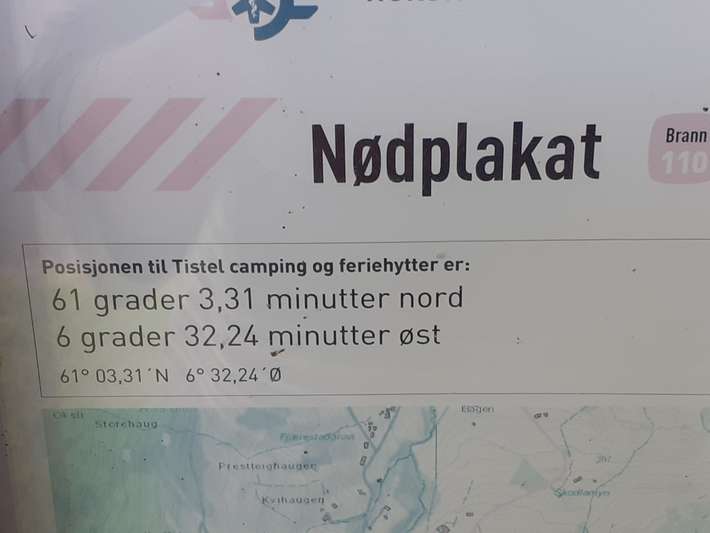 Nødplakat
Brann
110
Posisjonen til Tistel camping og feriehytter er:
61 grader 3,31 minutter nord
6 grader 32,24 minutter øst
61° 03,31´N 6° 32,24´Ø
Storehaug
Kvihaugen